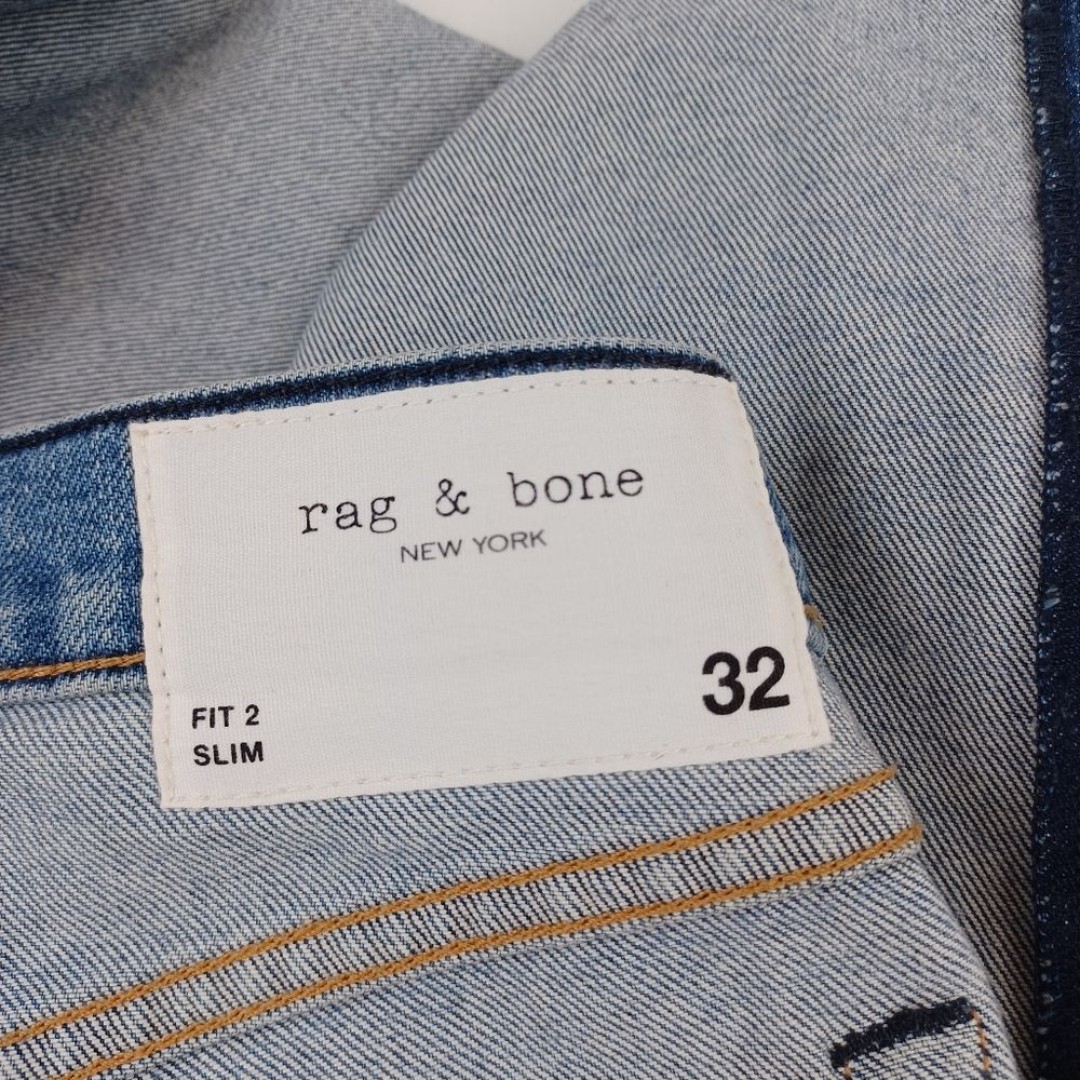 rag & bone
NEW YORK
32
FIT 2
SLIM